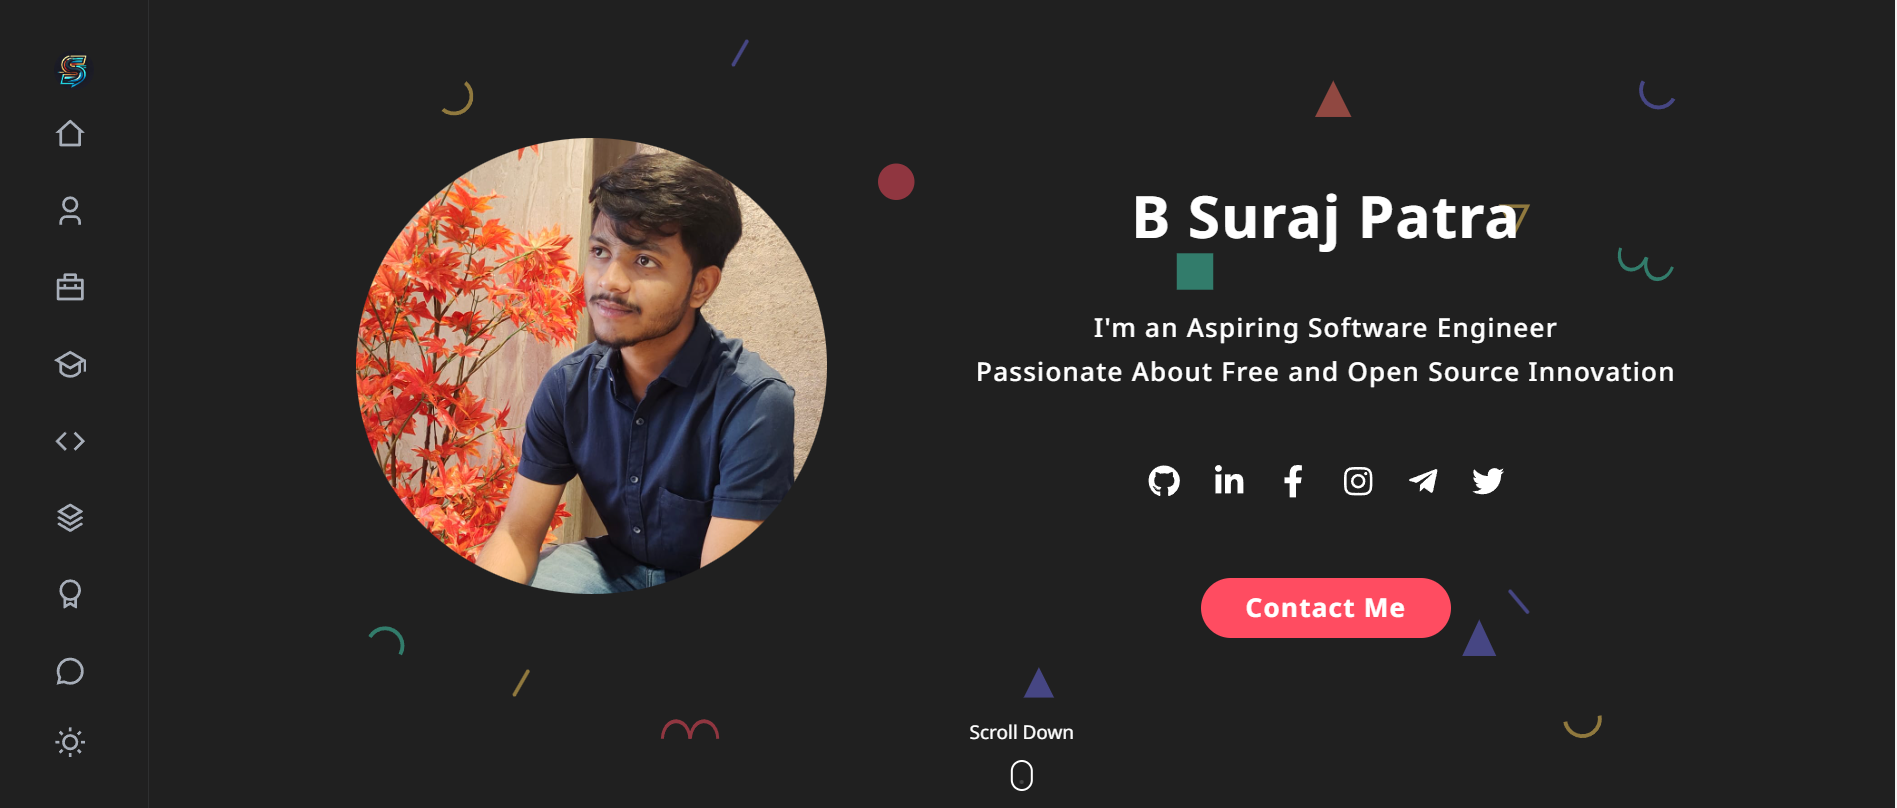 B Suraj Patra
I'm an Aspiring Software Engineer
Passionate About Free and Open Source Innovation
Contact Me
Scroll Down